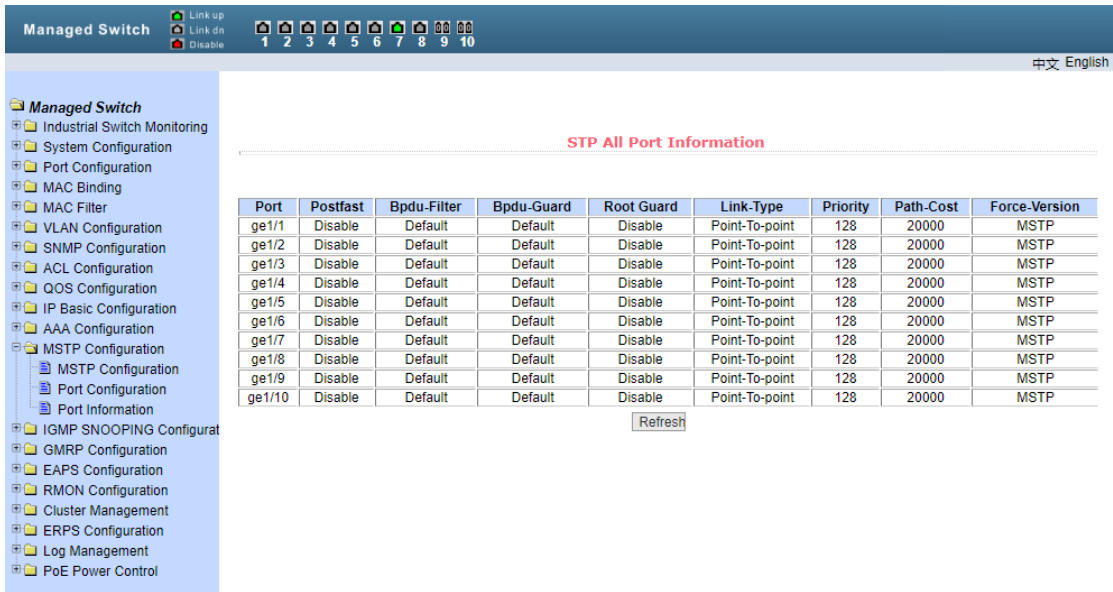 Managed Switch
Link up
Link dn
Disable
1 2 3 4 5 6 7 8 9 10
中文 English
Managed Switch
Industrial Switch Monitoring
System Configuration
Port Configuration
MAC Binding
MAC Filter
VLAN Configuration
SNMP Configuration
ACL Configuration
QOS Configuration
IP Basic Configuration
AAA Configuration
MSTP Configuration
MSTP Configuration
Port Configuration
Port Information
IGMP SNOOPING Configurat
GMRP Configuration
EAPS Configuration
RMON Configuration
Cluster Management
ERPS Configuration
Log Management
PoE Power Control
STP All Port Information
Port Postfast Bpdu-Filter Bpdu-Guard Root Guard Link-Type Priority Path-Cost Force-Version
ge1/1 Disable Default Default Disable Point-To-point 128 20000 MSTP
ge1/2 Disable Default Default Disable Point-To-point 128 20000 MSTP
ge1/3 Disable Default Default Disable Point-To-point 128 20000 MSTP
ge1/4 Disable Default Default Disable Point-To-point 128 20000 MSTP
ge1/5 Disable Default Default Disable Point-To-point 128 20000 MSTP
ge1/6 Disable Default Default Disable Point-To-point 128 20000 MSTP
ge1/7 Disable Default Default Disable Point-To-point 128 20000 MSTP
ge1/8 Disable Default Default Disable Point-To-point 128 20000 MSTP
ge1/9 Disable Default Default Disable Point-To-point 128 20000 MSTP
ge1/10 Disable Default Default Disable Point-To-point 128 20000 MSTP
Refresh